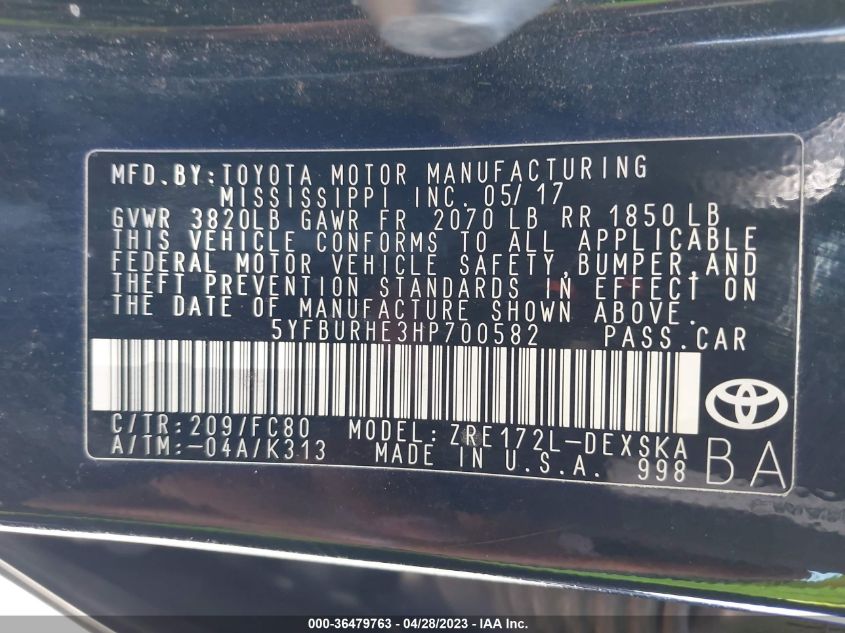 MFD.BY:TOYOTA MOTOR MANUFACTURING
MISSISSIPPI INC. 05/17
GVWR 3820LB GAWR FR 2070LB RR 1850LB
THIS VEHICLE CONFORMS TO ALL APPLICABLE
FEDERAL MOTOR VEHICLE SAFETY,BUMPER,AND
THEFT PREVENTION STANDARDS IN EFFECT ON
THE DATE OF MANUFACTURE SHOWN ABOVE.
5YFBURHE3HP700582 PASS.CAR
C/TR:209/FC80 MODEL:ZRE172L-DEXSKA
A/TM:-04A/K313 MADE IN U.S.A. 998 BA
000-36479763 - 04/28/2023 - IAA Inc.